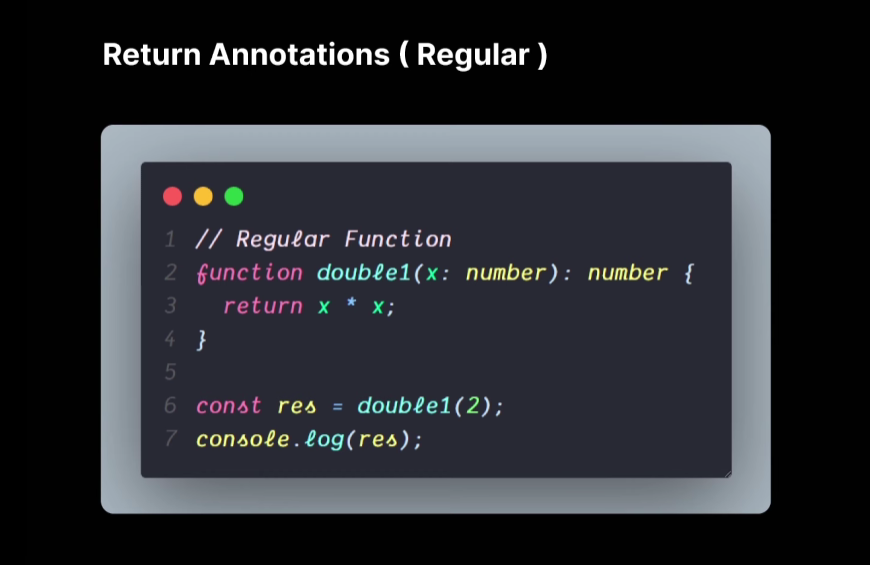 Return Annotations ( Regular )
1 // Regular Function
2 function double1(x: number): number {
3   return x * x;
4 }
5
6 const res = double1(2);
7 console.log(res);